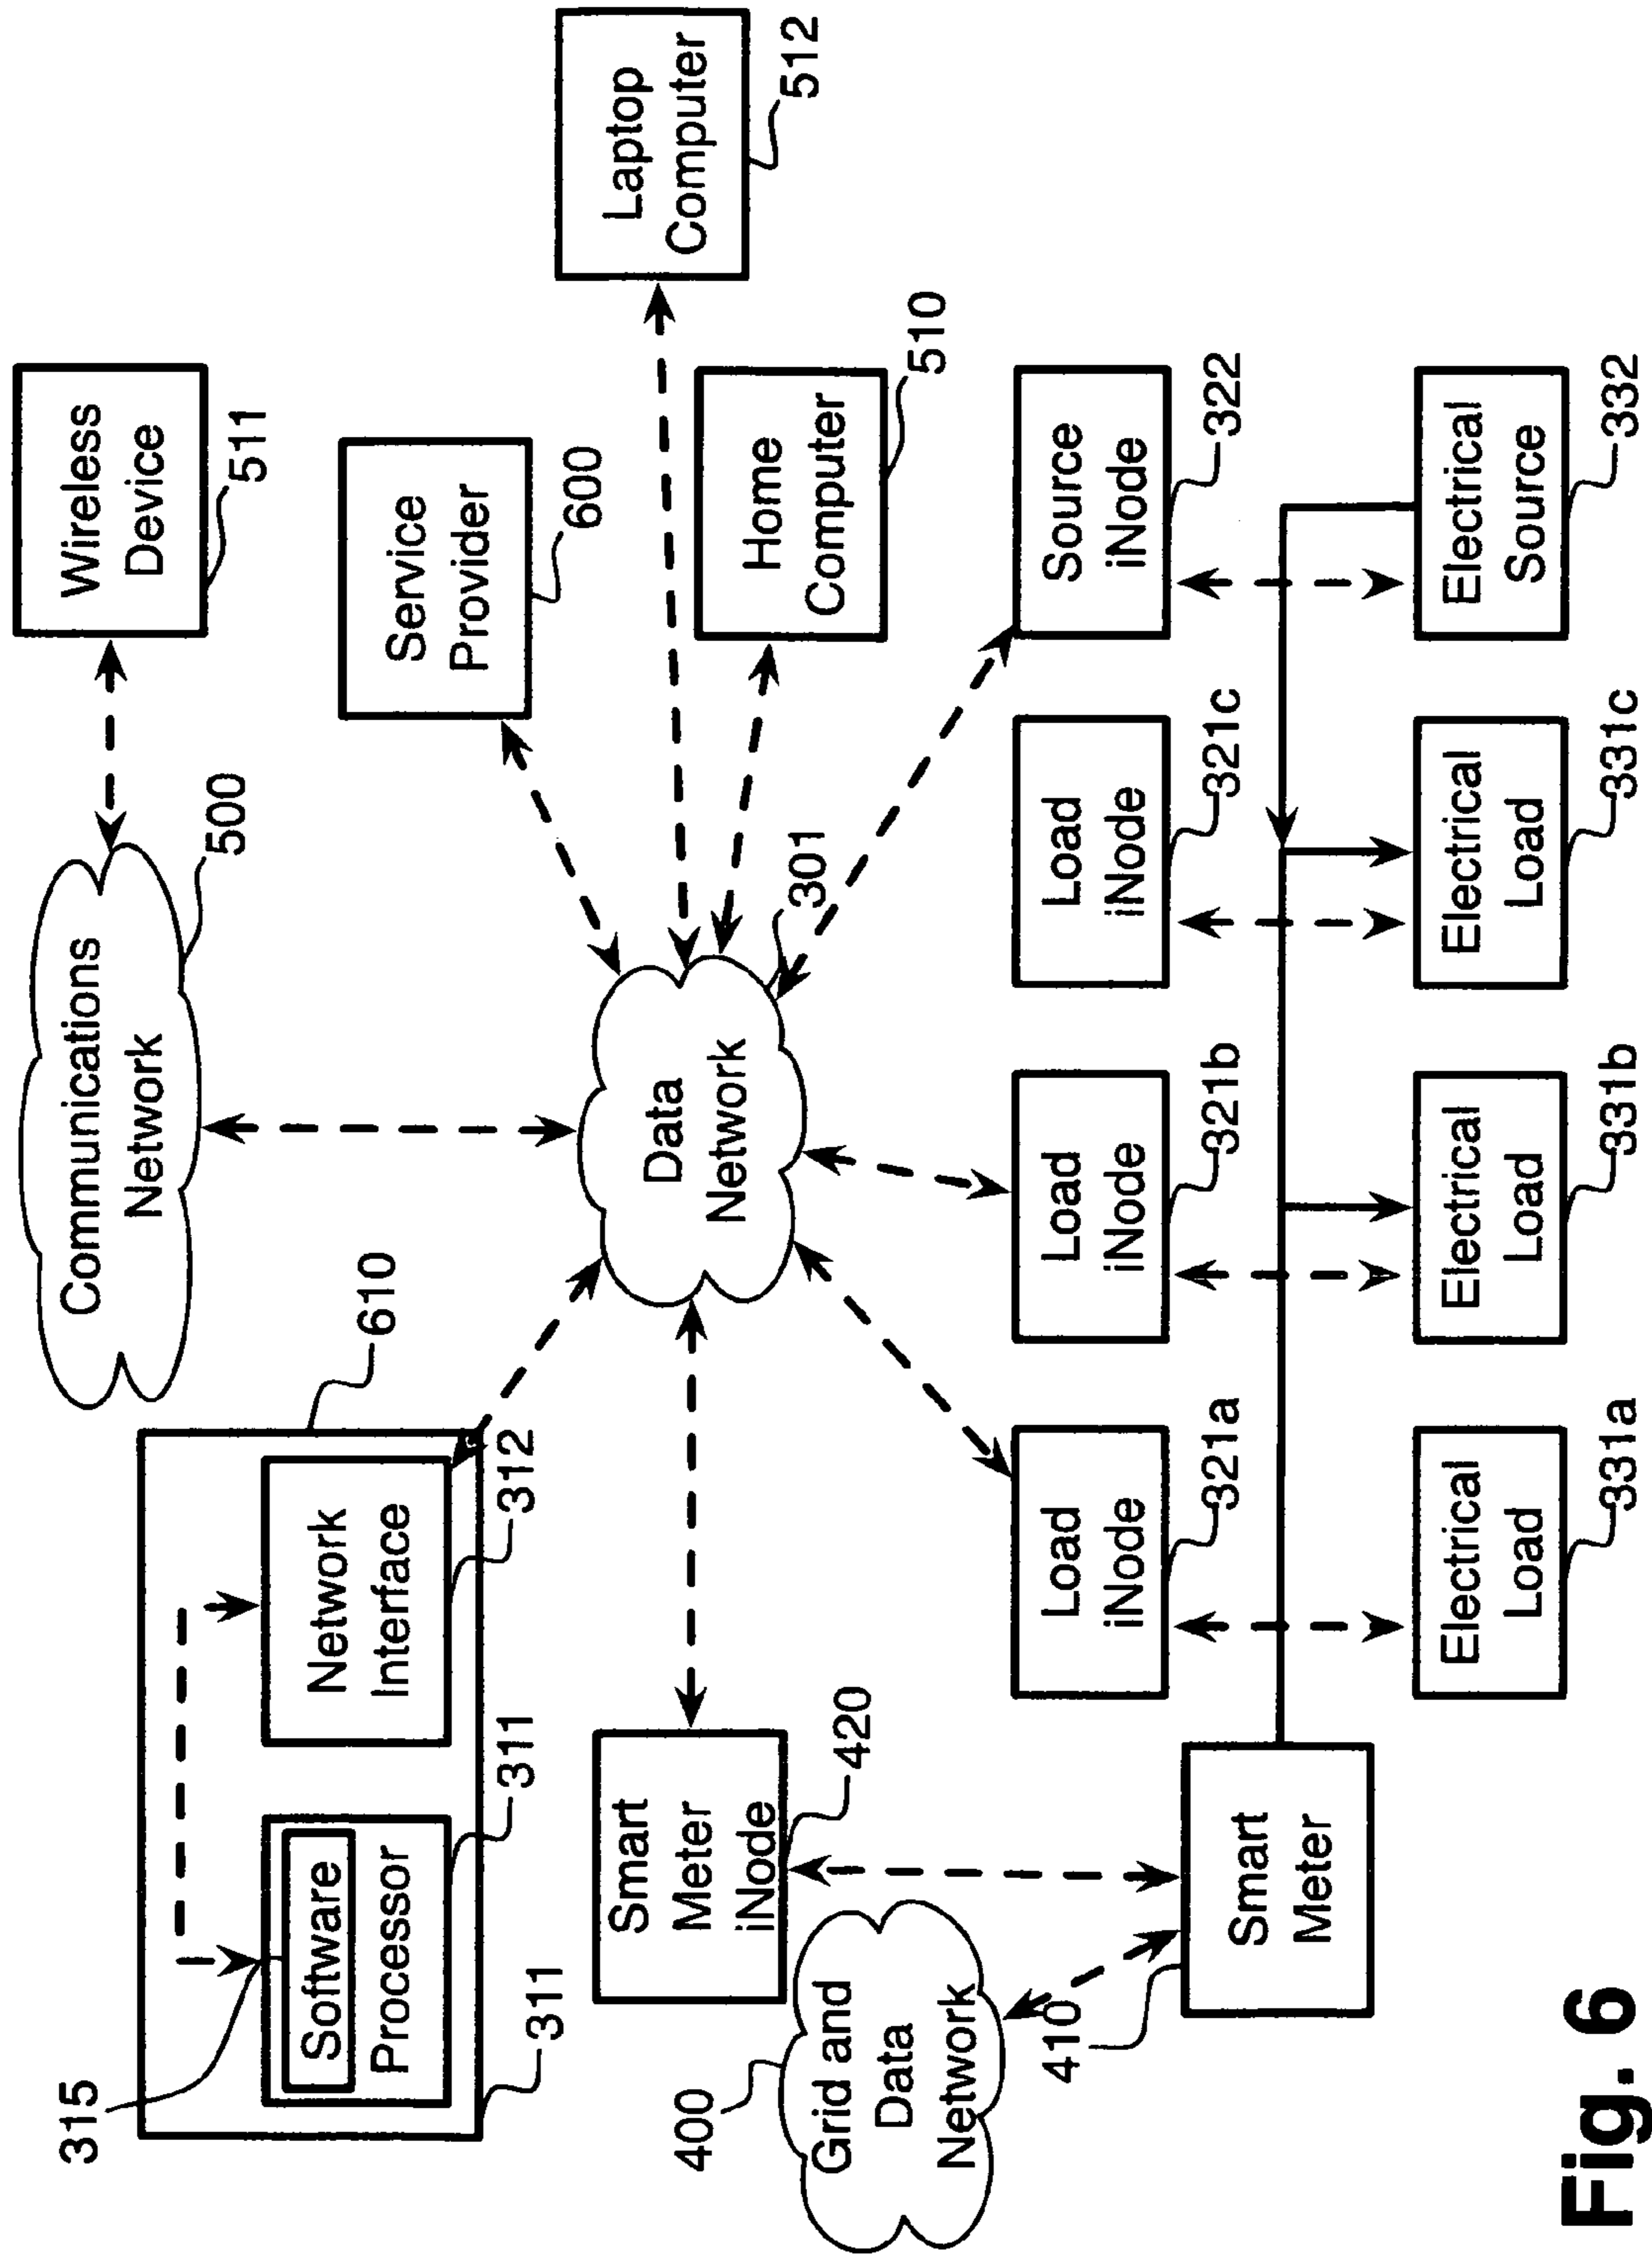 315
Software
Processor
311
311
Network
Interface
312
610
Communications
Network
500
Wireless
Device
511
Service
Provider
600
Laptop
Computer
512
Home
Computer
510
Data
Network
301
Smart
Meter
iNode
420
400
Grid and
Data
Network
410
Smart
Meter
Load
iNode
321a
Load
iNode
321b
Load
iNode
321c
Source
iNode
322
Electrical
Load
331a
Electrical
Load
331b
Electrical
Load
331c
Electrical
Source
332
Fig. 6